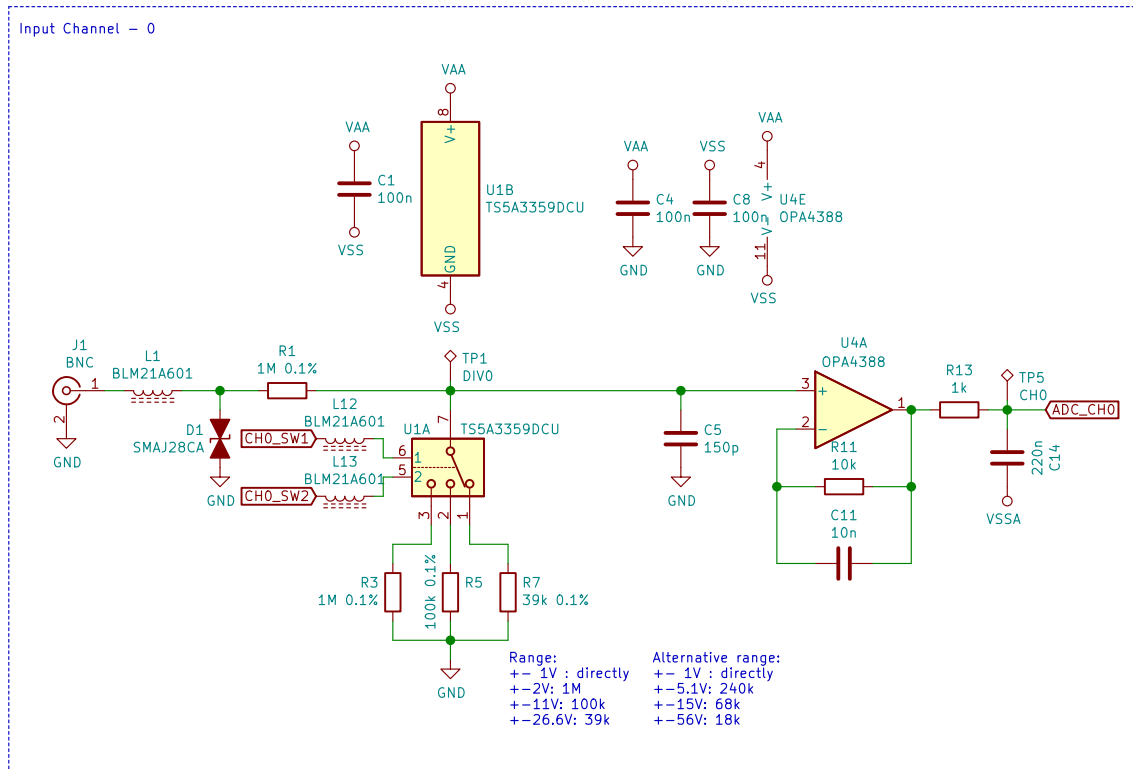 Input Channel - 0
VAA
8
V+
VAA
C1
100n
VSS
U1B
TS5A3359DCU
GND
4
VSS
VAA
C4
100n
GND
VSS
C8
100n
GND
VAA
4
V+
U4E
OPA4388
V-
11
VSS
J1
BNC
1
2
GND
L1
BLM21A601
R1
1M 0.1%
D1
SMAJ28CA
GND
TP1
DIV0
L12
BLM21A601
CH0_SW1
L13
BLM21A601
CH0_SW2
U1A
TS5A3359DCU
7
6
1
5
2
3
2
1
R3
1M 0.1%
100k 0.1%
R5
R7
39k 0.1%
GND
C5
150p
GND
U4A
OPA4388
3
+
2
-
1
R11
10k
C11
10n
R13
1k
TP5
CH0
ADC_CH0
220n
C14
VSSA
Range:
+- 1V : directly
+-2V: 1M
+-11V: 100k
+-26.6V: 39k
Alternative range:
+- 1V : directly
+-5.1V: 240k
+-15V: 68k
+-56V: 18k